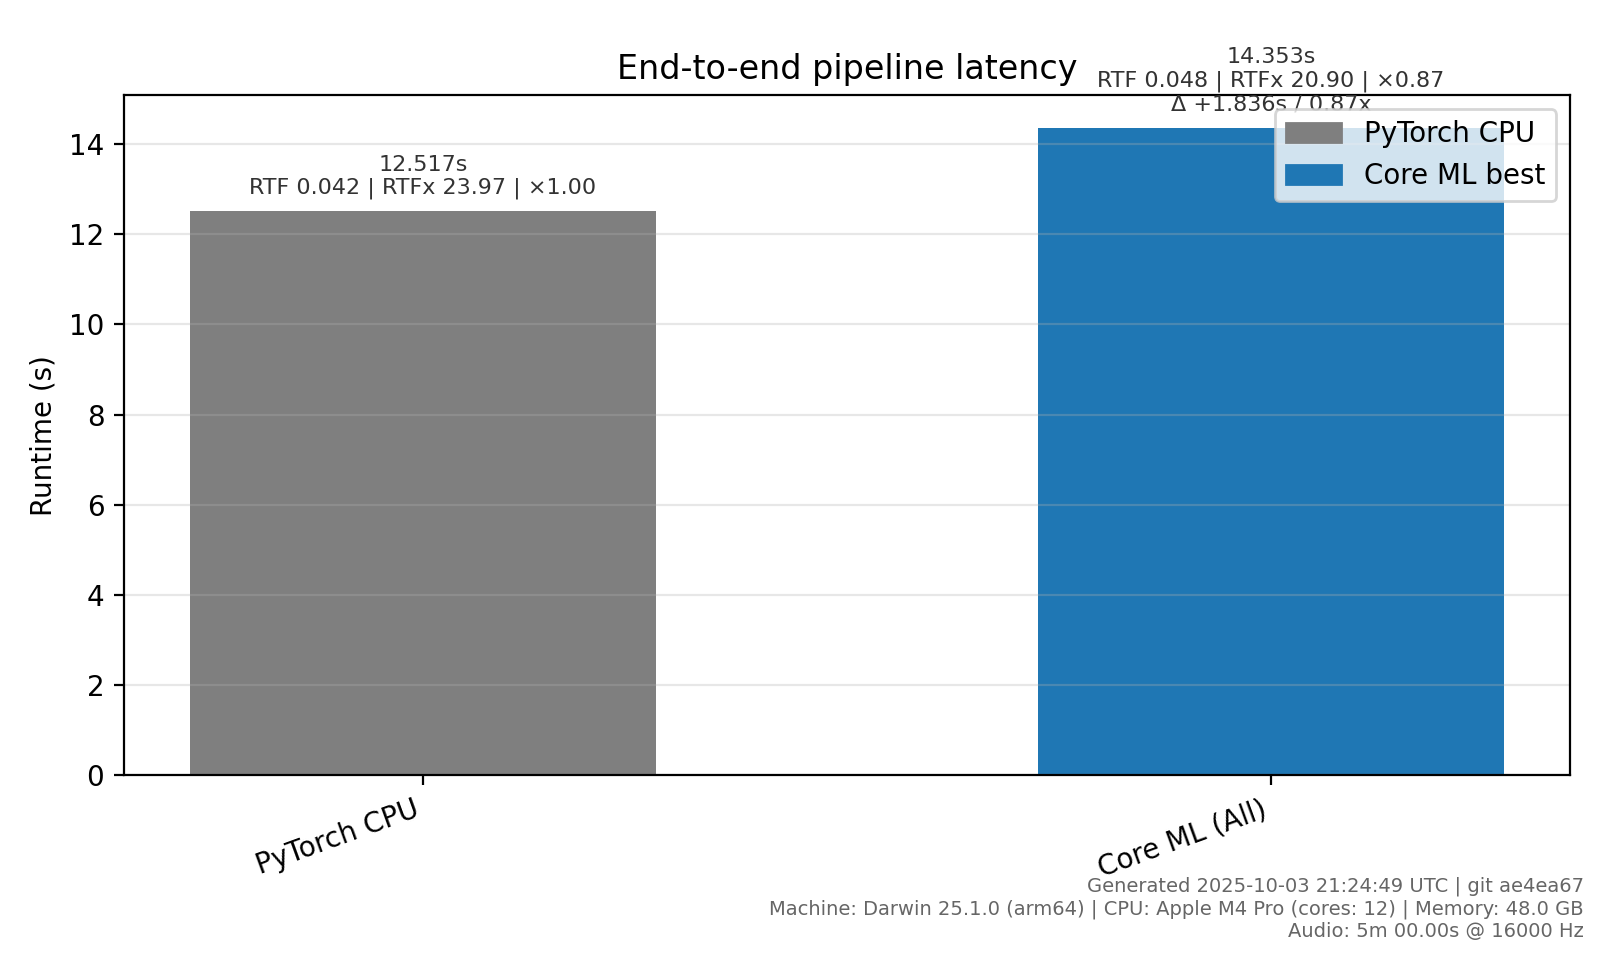 End-to-end pipeline latency
14.353s
RTF 0.048 | RTFx 20.90 | ×0.87
Δ +1.836s / 0.87x
PyTorch CPU
Core ML best
12.517s
RTF 0.042 | RTFx 23.97 | ×1.00
Runtime (s)
14
12
10
8
6
4
2
0
PyTorch CPU
Core ML (All)
Generated 2025-10-03 21:24:49 UTC | git ae4ea67
Machine: Darwin 25.1.0 (arm64) | CPU: Apple M4 Pro (cores: 12) | Memory: 48.0 GB
Audio: 5m 00.00s @ 16000 Hz